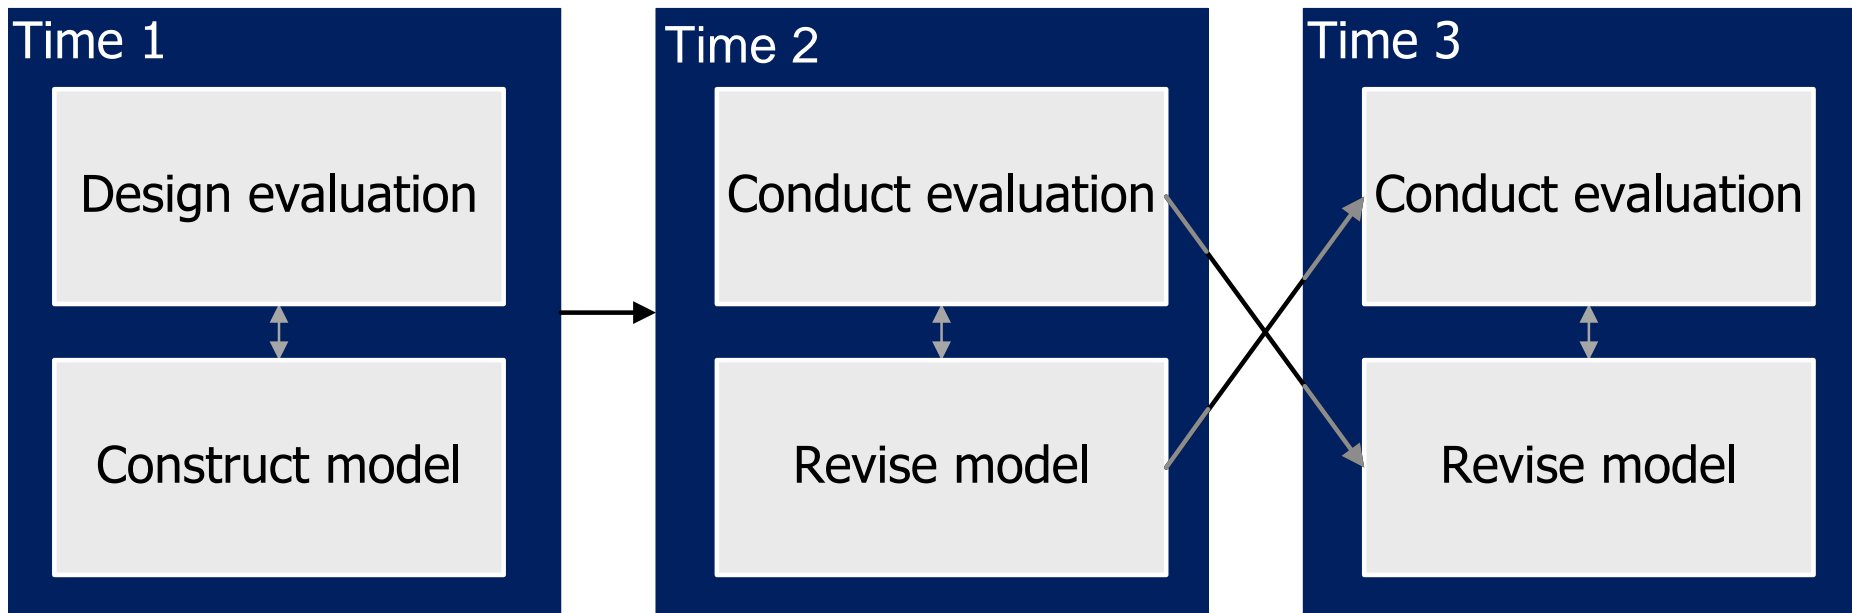 Time 1
Design evaluation
Construct model
Time 2
Conduct evaluation
Revise model
Time 3
Conduct evaluation
Revise model